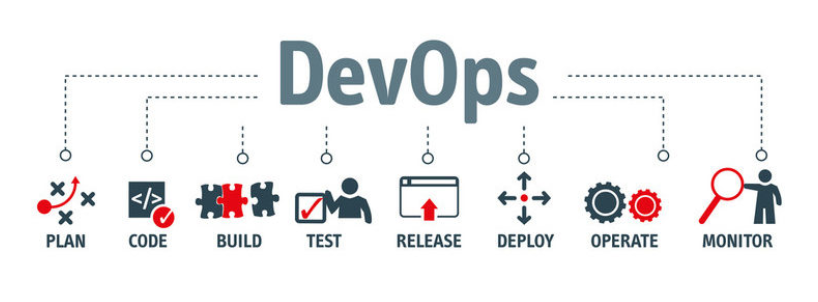 DevOps
</>
PLAN
CODE
BUILD
TEST
RELEASE
DEPLOY
OPERATE
MONITOR